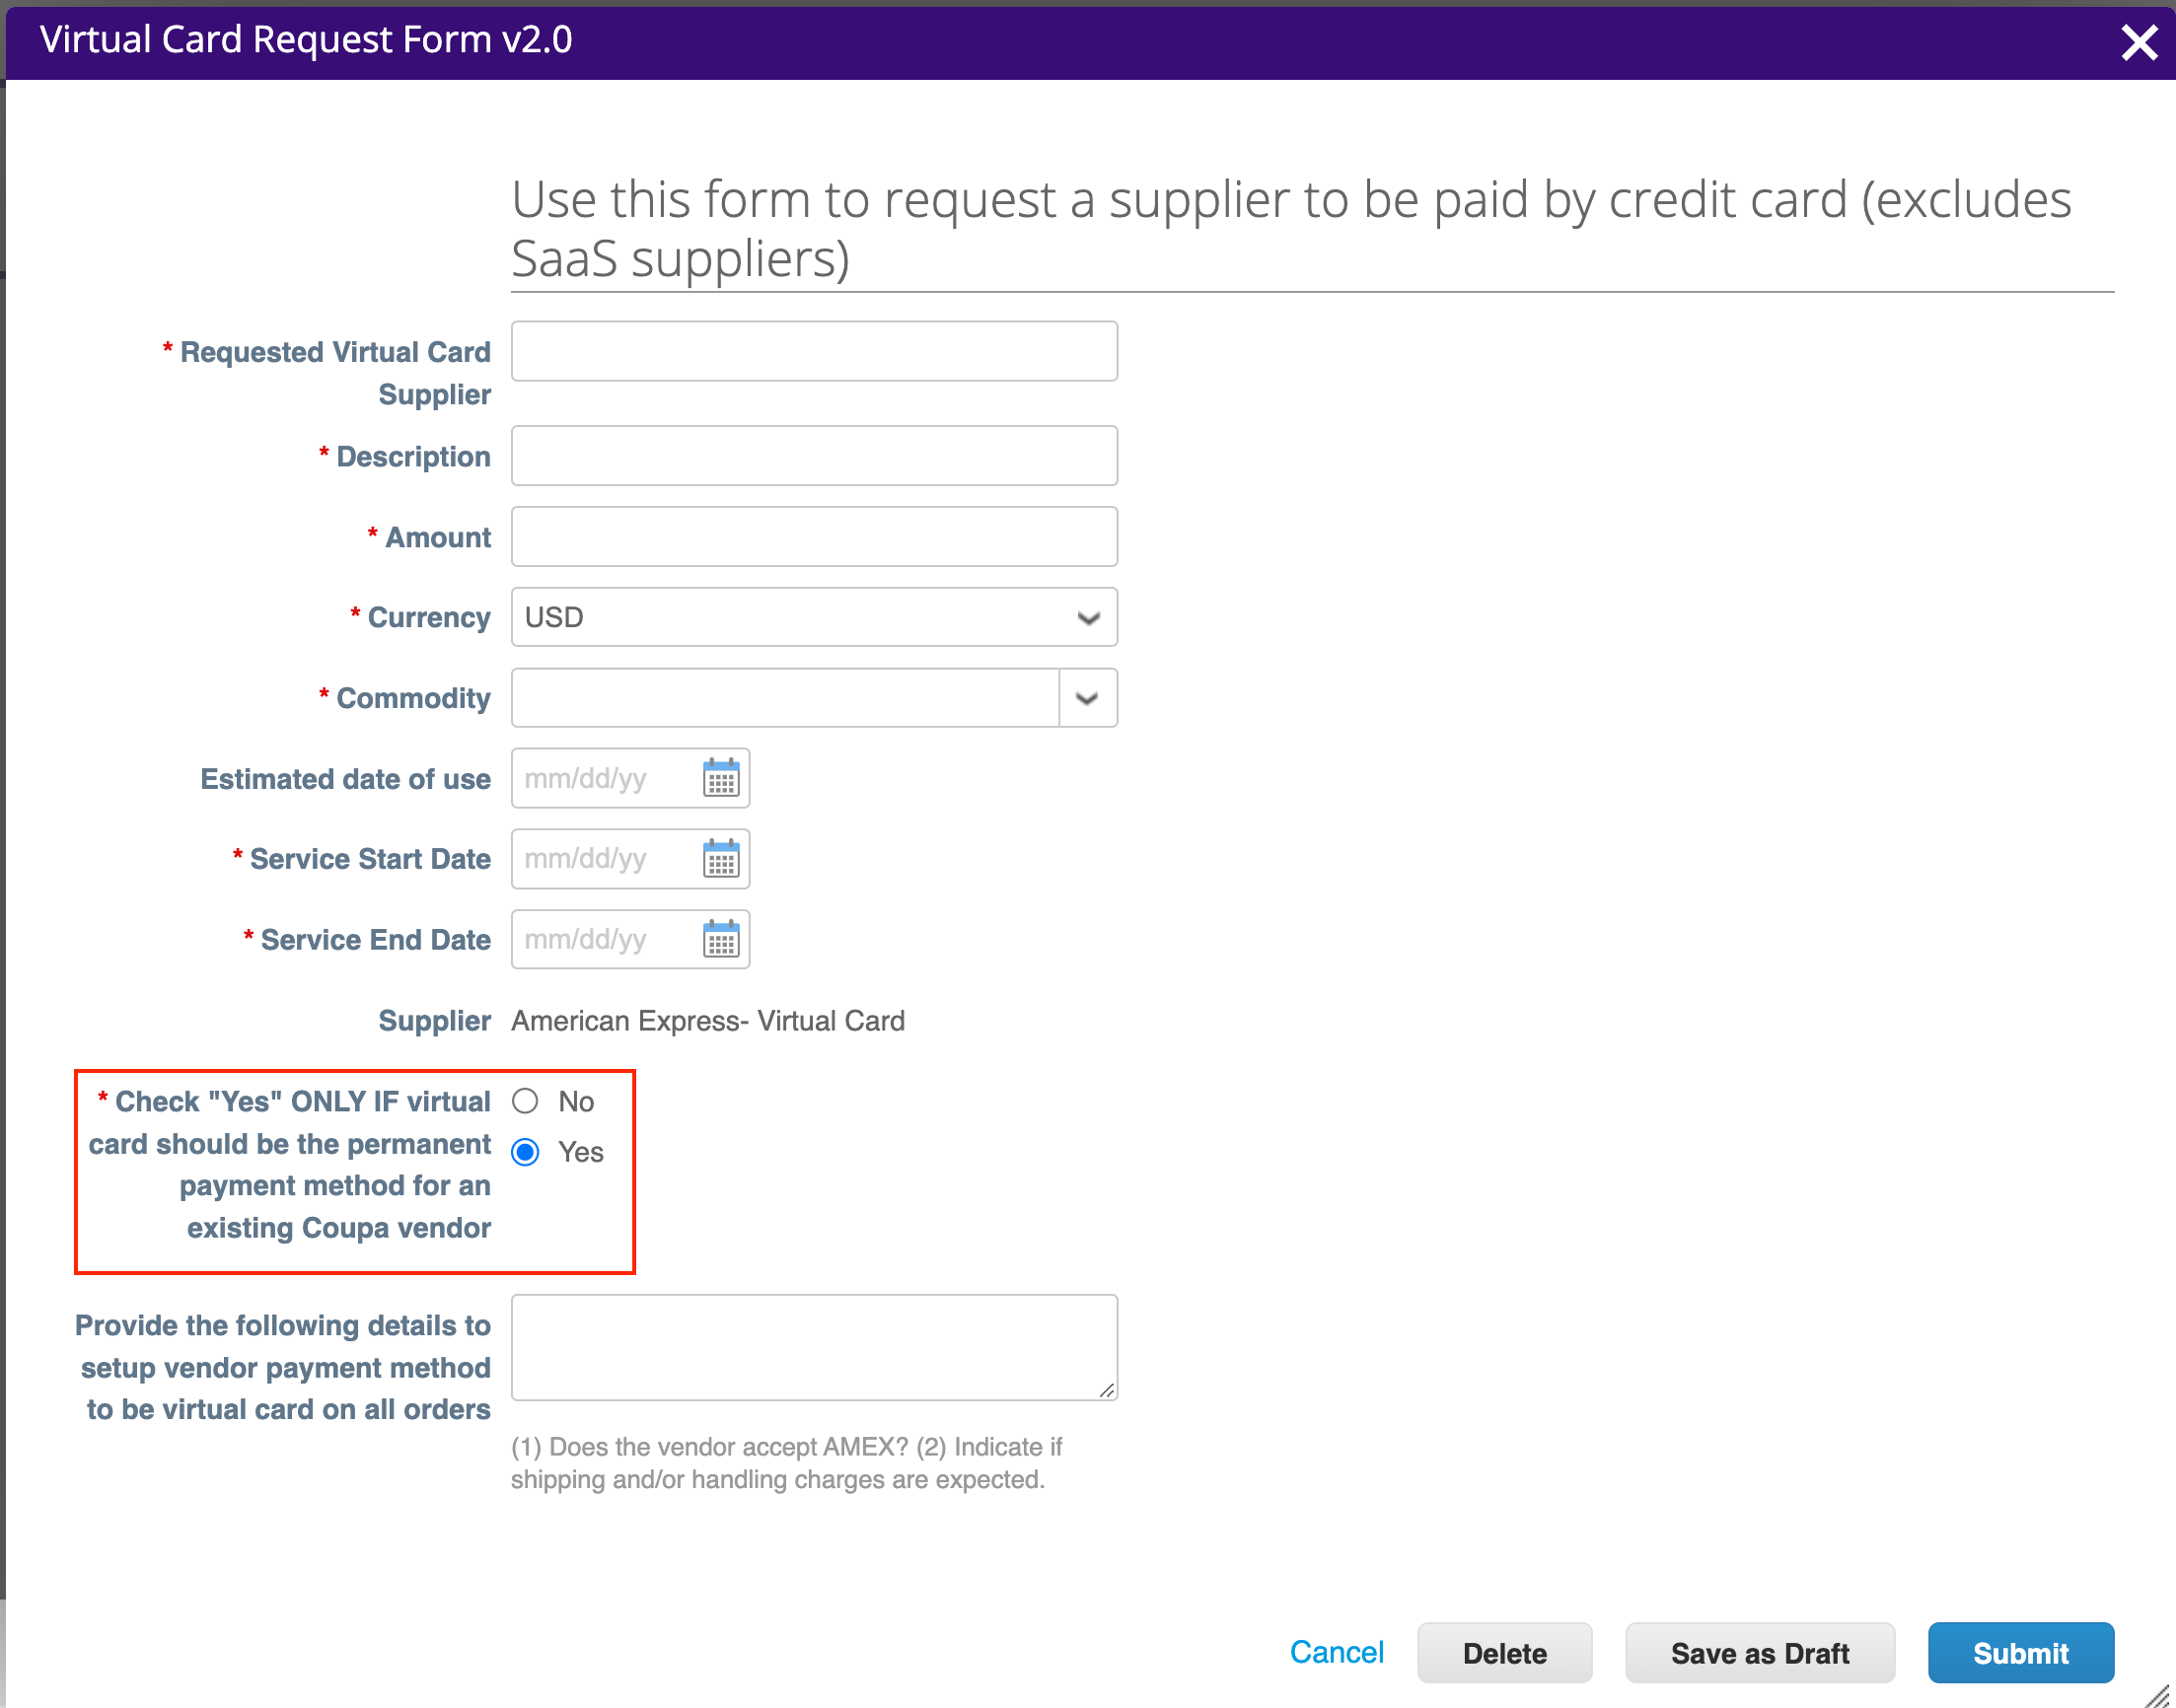 Virtual Card Request Form v2.0
Use this form to request a supplier to be paid by credit card (excludes
SaaS suppliers)
* Requested Virtual Card
Supplier
* Description
* Amount
* Currency USD
* Commodity
Estimated date of use mm/dd/yy
* Service Start Date mm/dd/yy
* Service End Date mm/dd/yy
Supplier American Express- Virtual Card
* Check "Yes" ONLY IF virtual No
card should be the permanent Yes
payment method for an
existing Coupa vendor
Provide the following details to
setup vendor payment method
to be virtual card on all orders
(1) Does the vendor accept AMEX? (2) Indicate if
shipping and/or handling charges are expected.
Cancel Delete Save as Draft Submit